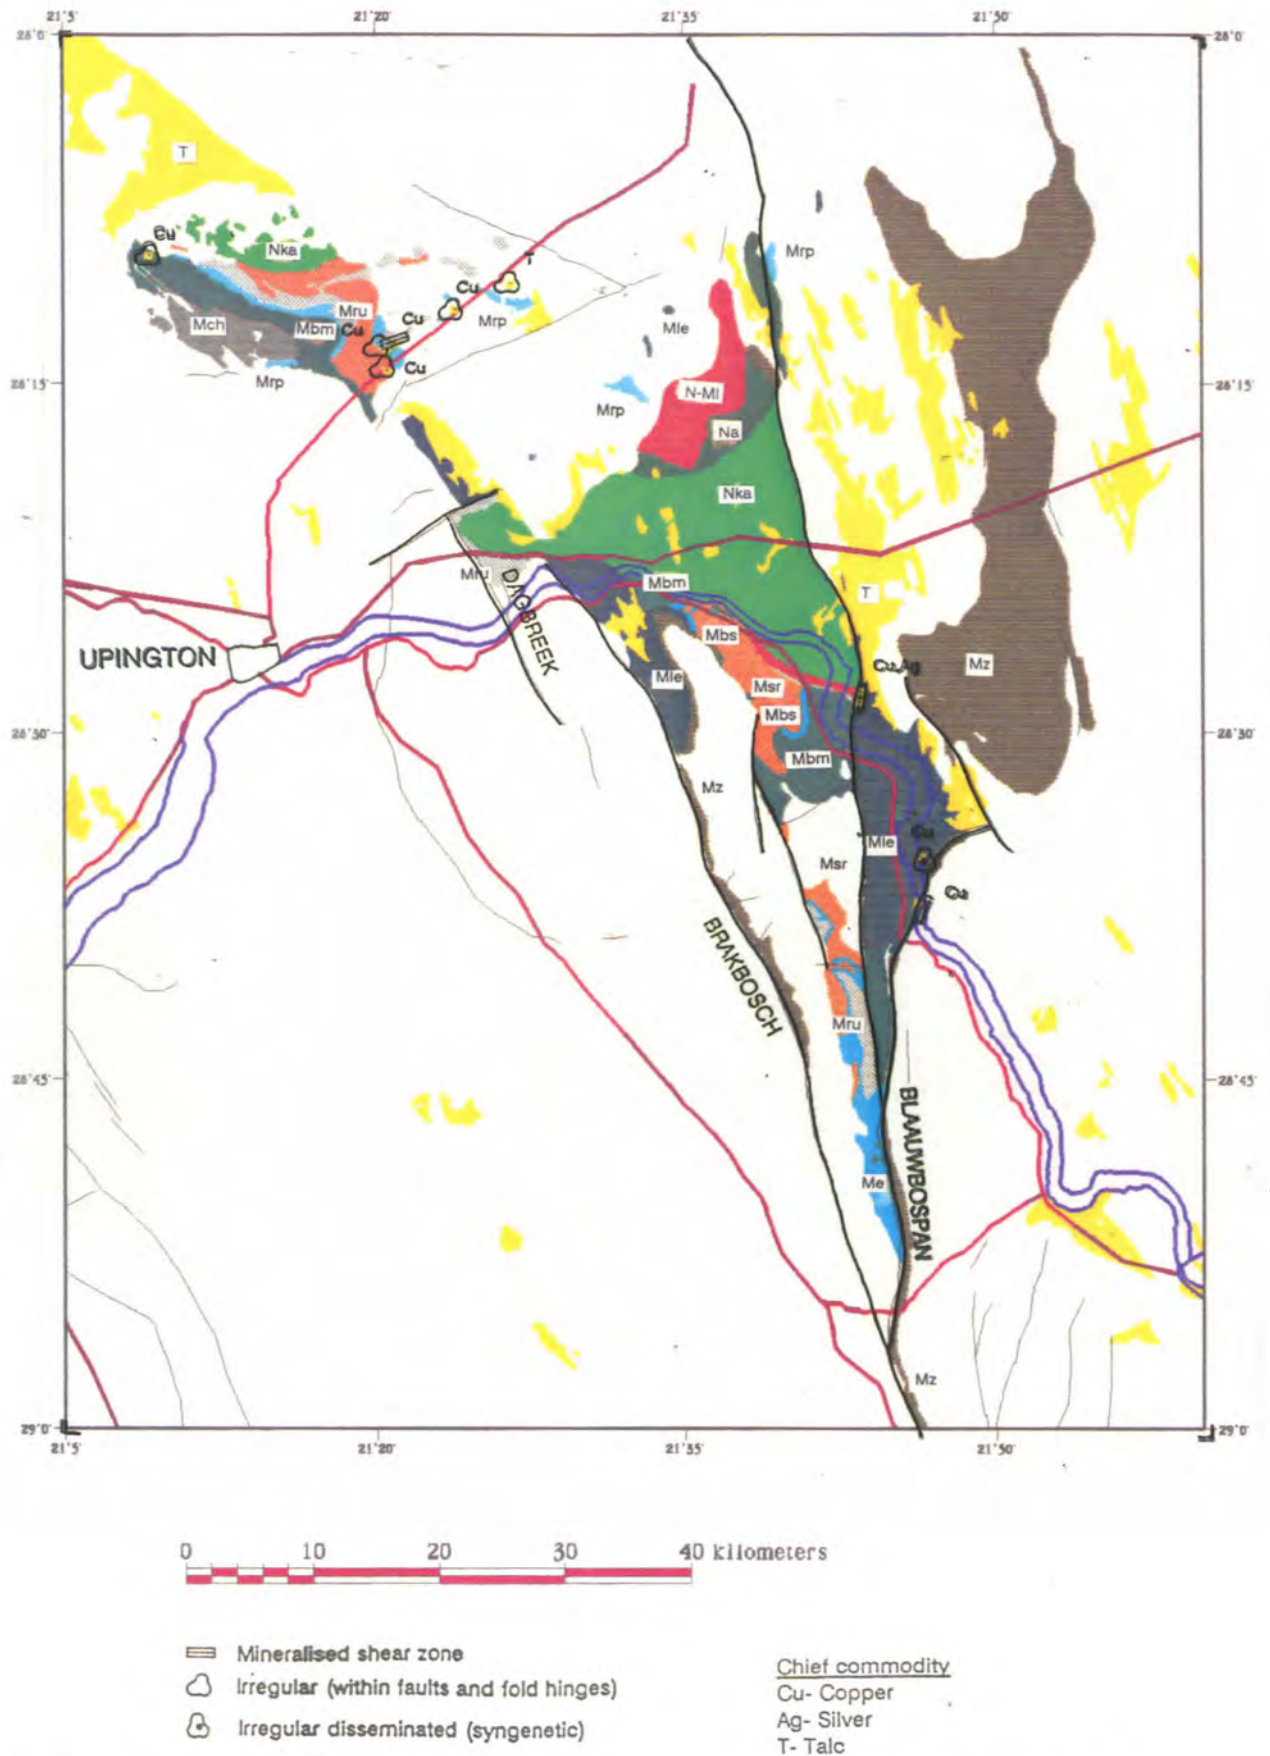 21°5' 21°20' 21°35' 21°50'
28°0' 28°0'
T
Cu
Nka
T
Mrp
Cu
Mru
Mch
Mbm
Cu
Cu
Mrp
Mle
Cu
28°15' 28°15'
Mrp
Mrp
N-Ml
Na
Nka
Mru
Mbm
T
DAGBREEK
UPINGTON
Mbs
Cu,Ag
Mz
Mle
Msr
Mbs
28°30' 28°30'
Mbm
Mz
Cu
Mle
Msr
Cu
BRAKBOSCH
Mru
28°45' 28°45'
BLAAUWBOSPAN
Me
Mz
29°0' 29°0'
21°5' 21°20' 21°35' 21°50'
0 10 20 30 40 kilometers
Mineralised shear zone
Irregular (within faults and fold hinges)
Irregular disseminated (syngenetic)
Chief commodity
Cu- Copper
Ag- Silver
T- Talc